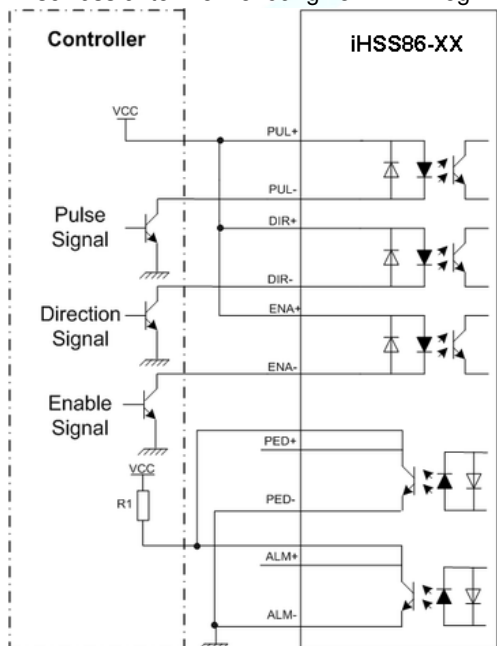 Controller
iHSS86-XX
VCC
PUL+
PUL-
Pulse
Signal
DIR+
DIR-
Direction
Signal
ENA+
ENA-
Enable
Signal
PED+
VCC
R1
PED-
ALM+
ALM-